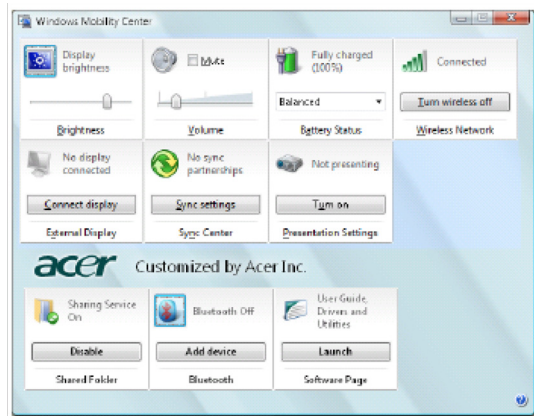 Windows Mobility Center
Display
brightness
Brightness
Mute
Volume
Fully charged
(100%)
Balanced
Battery Status
Connected
Turn wireless off
Wireless Network
No display
connected
Connect display
External Display
No sync
partnerships
Sync settings
Sync Center
Not presenting
Turn on
Presentation Settings
acer Customized by Acer Inc.
Sharing Service
On
Disable
Shared Folder
Bluetooth Off
Add device
Bluetooth
User Guide,
Drivers and
Utilities
Launch
Software Page